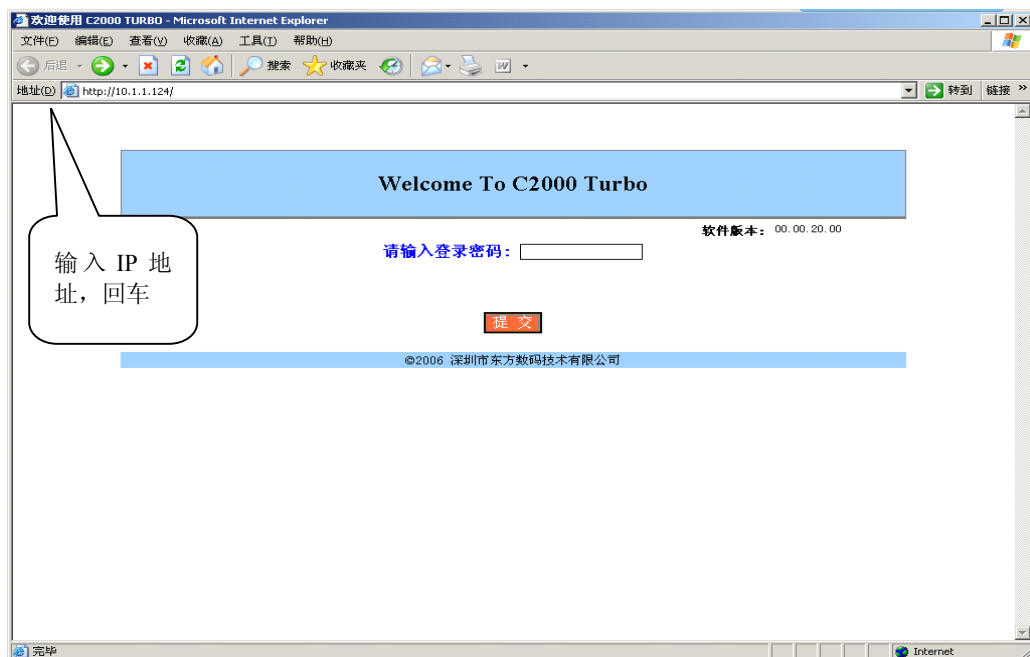 欢迎使用 C2000 TURBO - Microsoft Internet Explorer
文件(F) 编辑(E) 查看(V) 收藏(A) 工具(T) 帮助(H)
后退 搜索 收藏夹
地址(D) http://10.1.1.124/ 转到 链接 »
Welcome To C2000 Turbo
软件版本: 00.00.20.00
请输入登录密码:
输入 IP 地
址，回车
提 交
©2006 深圳市东方数码技术有限公司
完毕 Internet